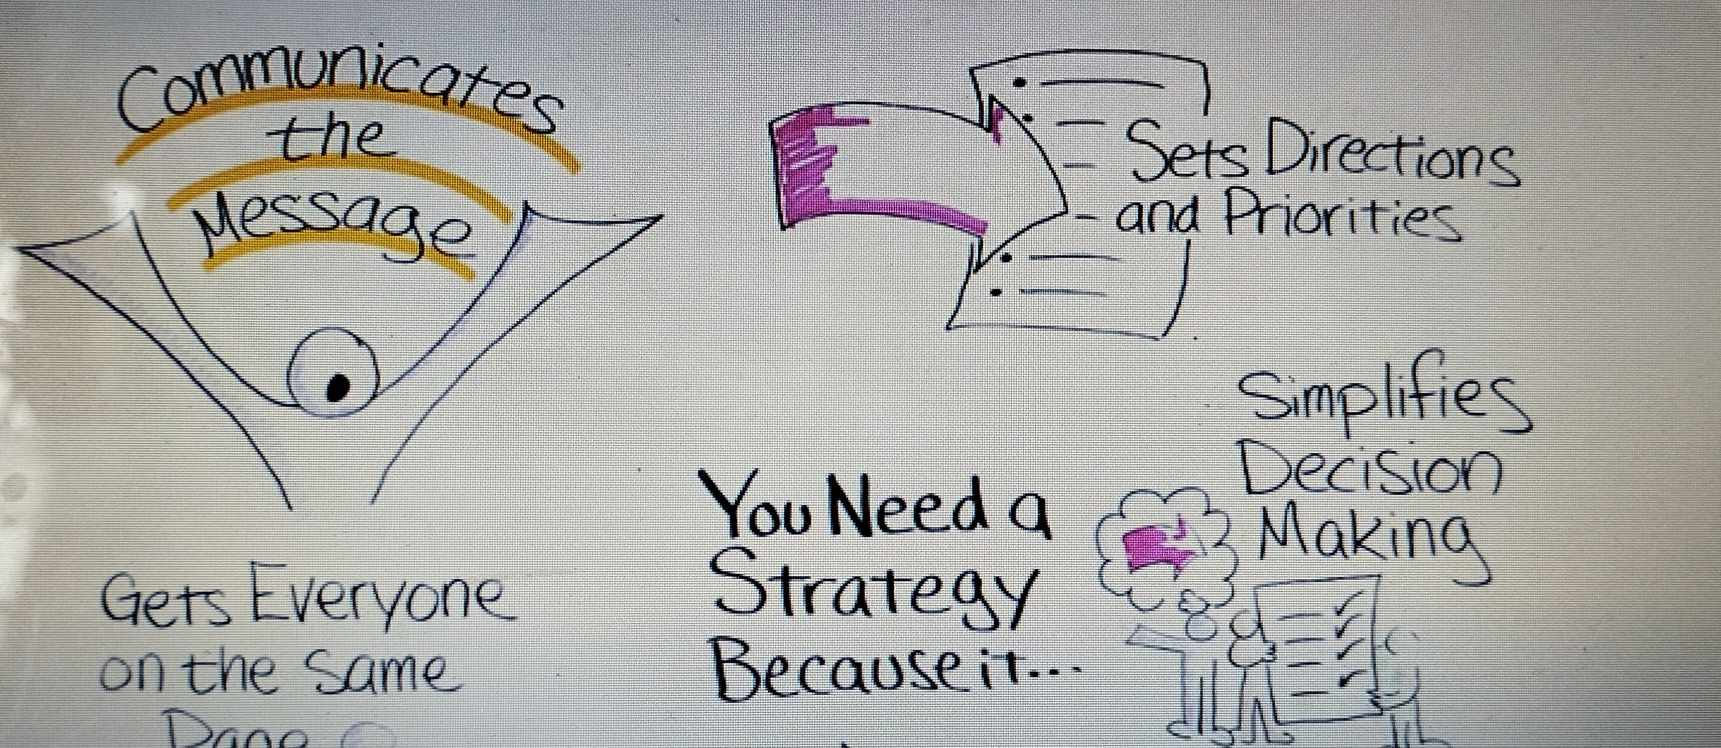 Communicates
the
Message
Sets Directions
and Priorities
Simplifies
Decision
Making
You Need a
Strategy
Because it...
Gets Everyone
on the Same